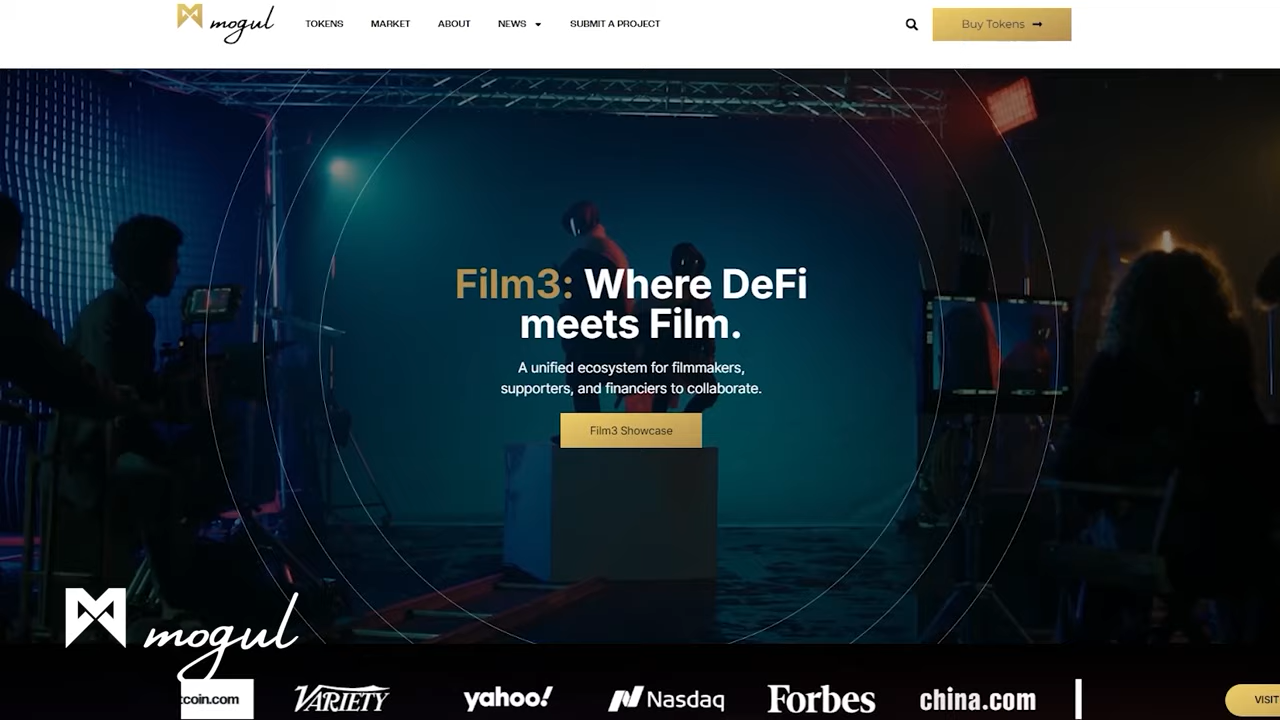 mogul
TOKENS
MARKET
ABOUT
NEWS
SUBMIT A PROJECT
Buy Tokens
Film3: Where DeFi
meets Film.
A unified ecosystem for filmmakers,
supporters, and financiers to collaborate.
Film3 Showcase
mogul
tcoin.com
VARIETY
yahoo!
Nasdaq
Forbes
china.com
VISIT